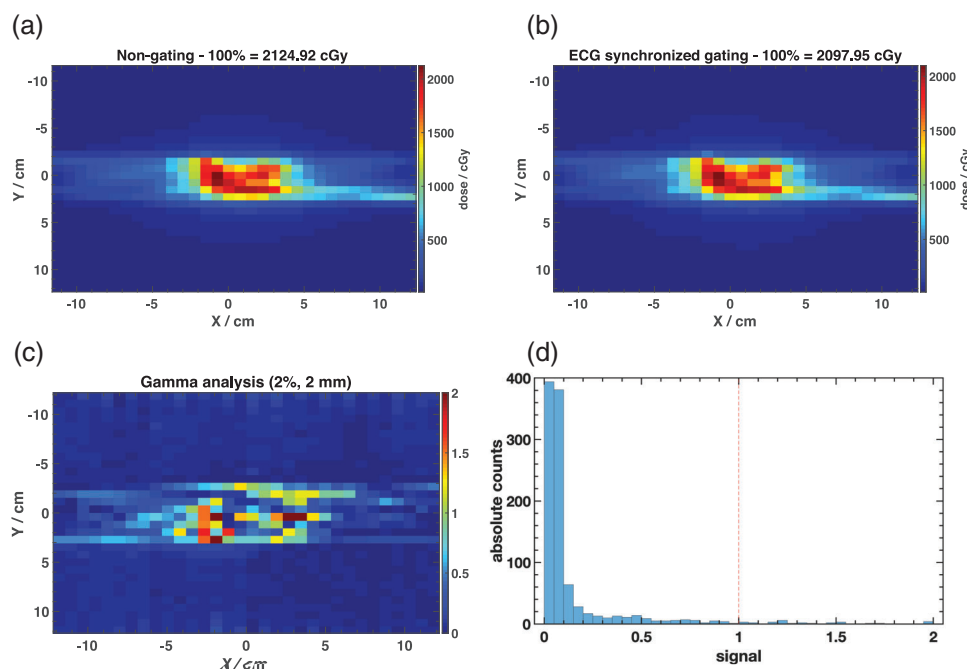 (a)
Non-gating - 100% = 2124.92 cGy
-10
-5
0
5
10
Y / cm
-10 -5 0 5 10
X / cm
2000
1500
1000
500
dose / cGy
(b)
ECG synchronized gating - 100% = 2097.95 cGy
-10
-5
0
5
10
Y / cm
-10 -5 0 5 10
X / cm
2000
1500
1000
500
dose / cGy
(c)
Gamma analysis (2%, 2 mm)
-10
-5
0
5
10
Y / cm
-10 -5 0 5 10
X / cm
2
1.5
1
0.5
0
(d)
400
300
200
100
0
absolute counts
0 0.5 1 1.5 2
signal